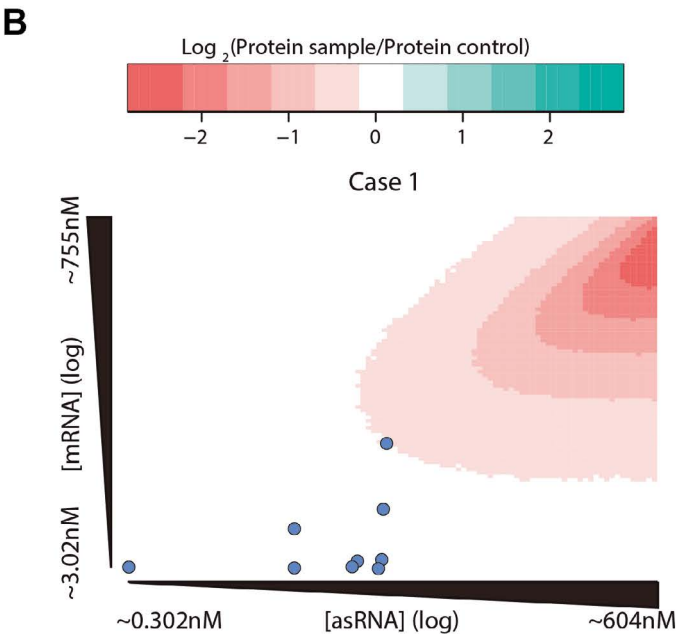 B
Log 2(Protein sample/Protein control)
−2 −1 0 1 2
Case 1
~755nM
[mRNA] (log)
~3.02nM
~0.302nM [asRNA] (log) ~604nM